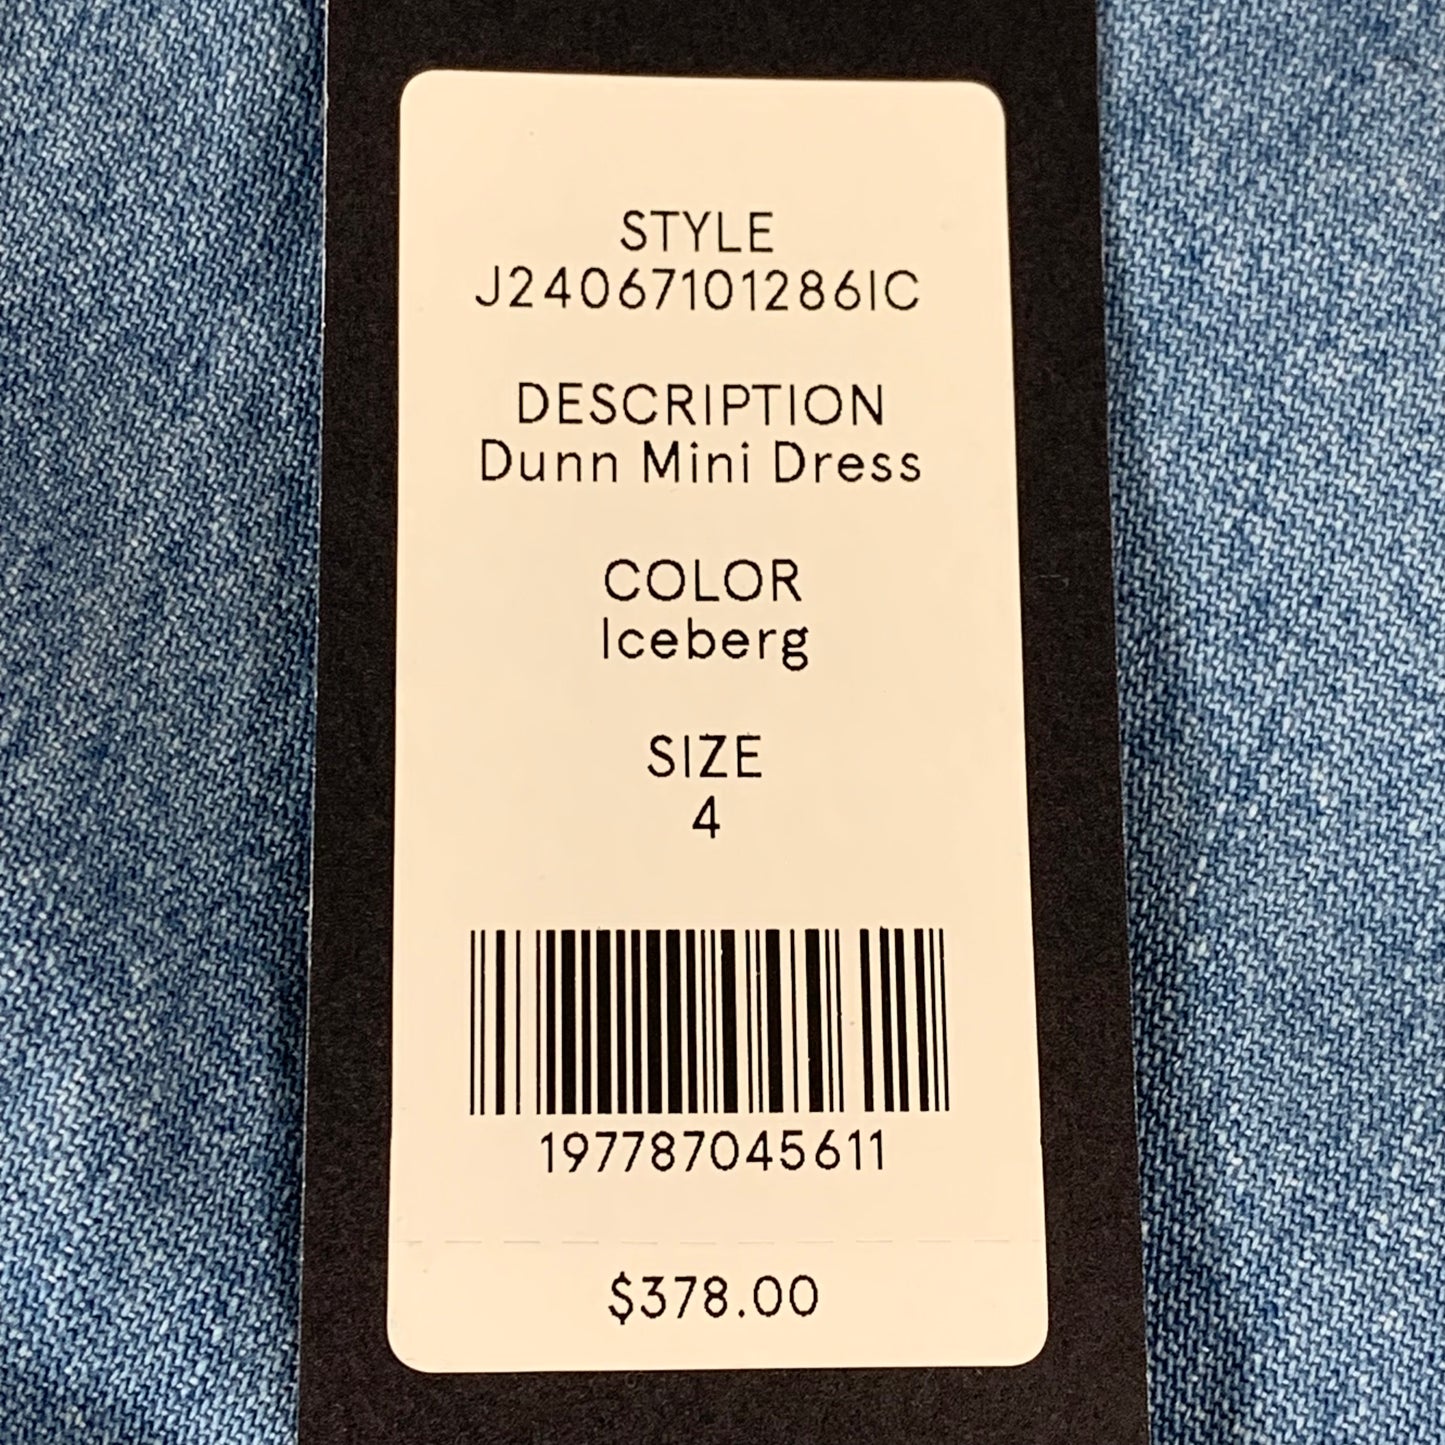 STYLE
J24067101286IC
DESCRIPTION
Dunn Mini Dress
COLOR
Iceberg
SIZE
4
197787045611
$378.00